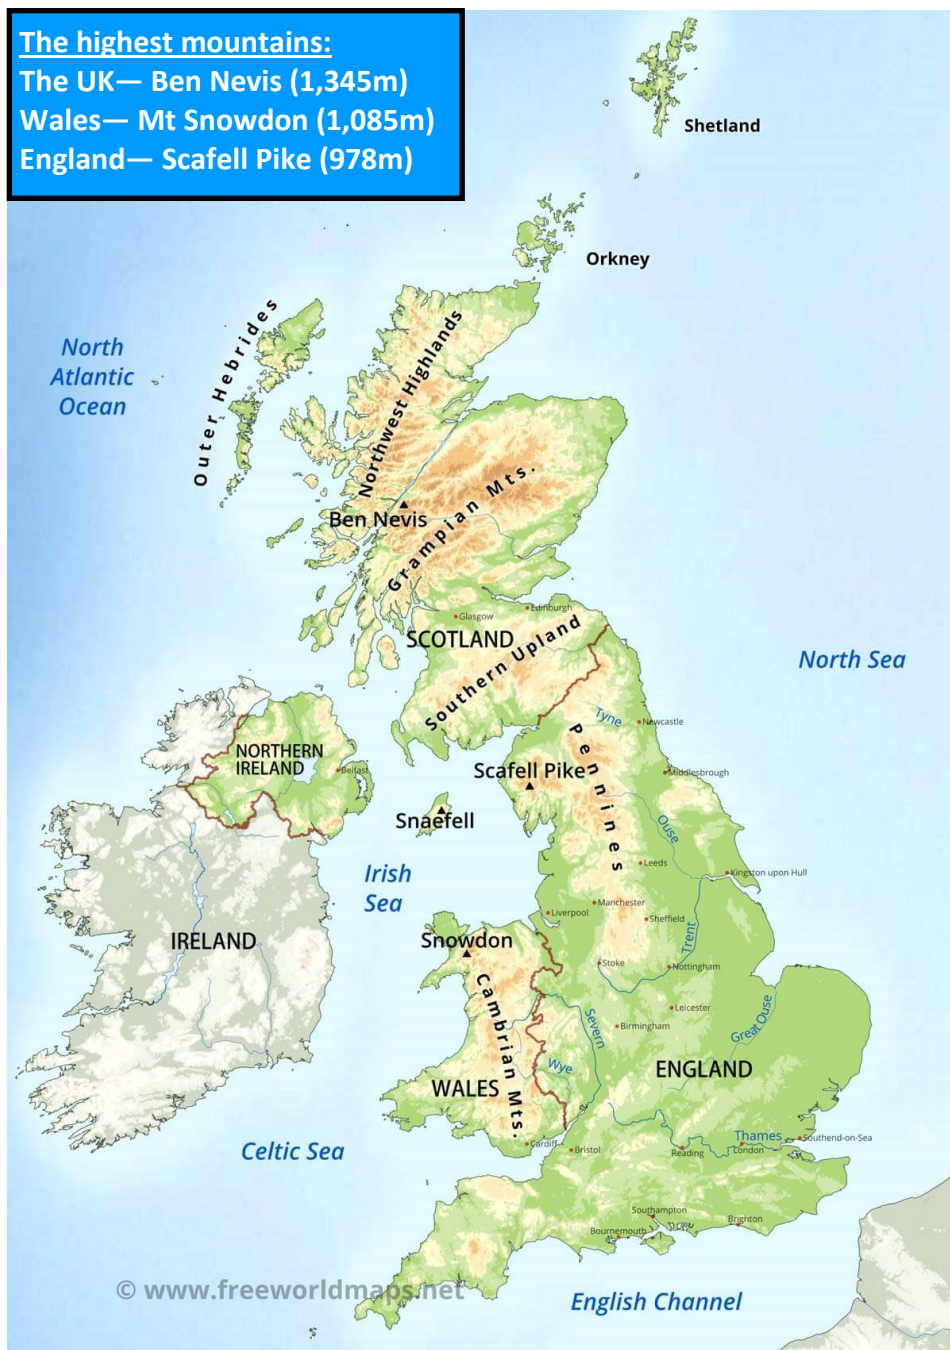 The highest mountains:
The UK— Ben Nevis (1,345m)
Wales— Mt Snowdon (1,085m)
England— Scafell Pike (978m)
Shetland
Orkney
Outer Hebrides
North
Atlantic
Ocean
Northwest Highlands
Grampian Mts.
Ben Nevis
Glasgow
Edinburgh
SCOTLAND
Southern Upland
North Sea
Tyne
Newcastle
Pennines
NORTHERN
IRELAND
Belfast
Scafell Pike
Middlesbrough
Snaefell
Ouse
Irish
Sea
Leeds
Kingston upon Hull
Manchester
Liverpool
Sheffield
Trent
IRELAND
Snowdon
Stoke
Nottingham
Cambrian Mts.
Leicester
Great Ouse
Severn
Birmingham
Wye
ENGLAND
WALES
Thames
Southend-on-Sea
Cardiff
Bristol
Reading
London
Celtic Sea
Southampton
Brighton
Bournemouth
© www.freeworldmaps.net
English Channel